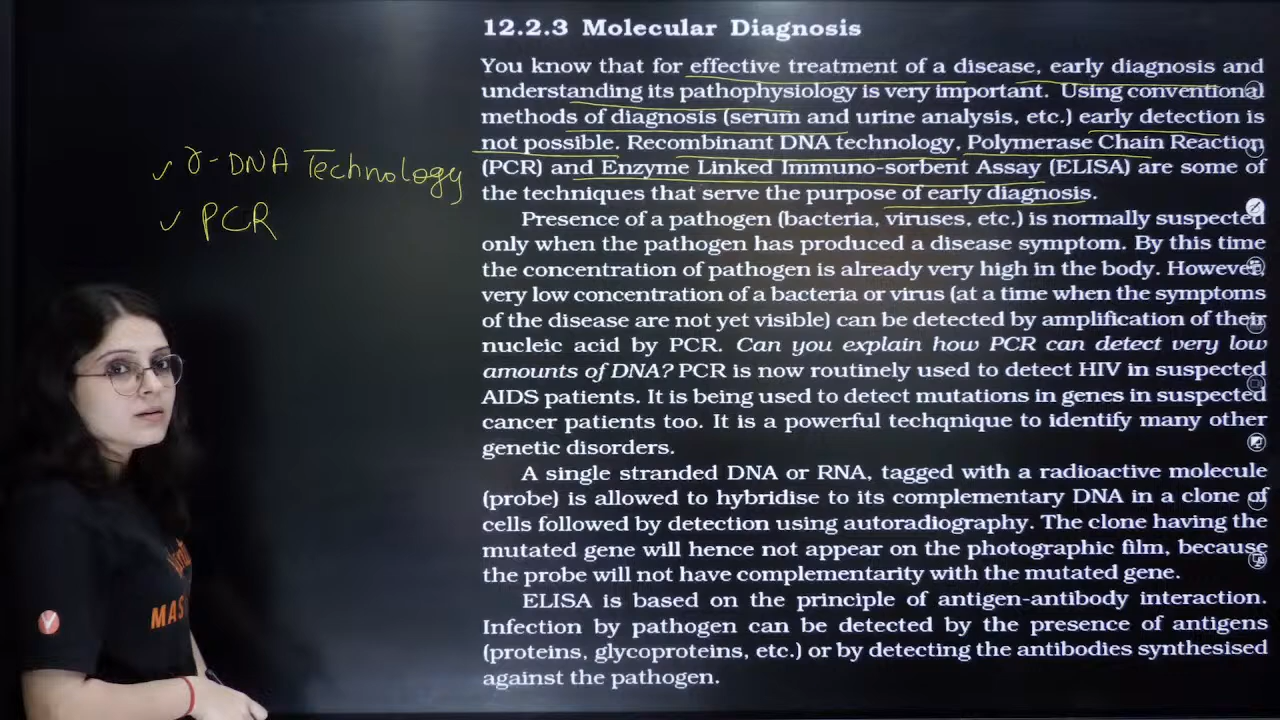 12.2.3 Molecular Diagnosis
You know that for effective treatment of a disease, early diagnosis and
understanding its pathophysiology is very important. Using conventional
methods of diagnosis (serum and urine analysis, etc.) early detection is
not possible. Recombinant DNA technology, Polymerase Chain Reaction
(PCR) and Enzyme Linked Immuno-sorbent Assay (ELISA) are some of
the techniques that serve the purpose of early diagnosis.
Presence of a pathogen (bacteria, viruses, etc.) is normally suspected
only when the pathogen has produced a disease symptom. By this time
the concentration of pathogen is already very high in the body. However,
very low concentration of a bacteria or virus (at a time when the symptoms
of the disease are not yet visible) can be detected by amplification of their
nucleic acid by PCR. Can you explain how PCR can detect very low
amounts of DNA? PCR is now routinely used to detect HIV in suspected
AIDS patients. It is being used to detect mutations in genes in suspected
cancer patients too. It is a powerful techqnique to identify many other
genetic disorders.
A single stranded DNA or RNA, tagged with a radioactive molecule
(probe) is allowed to hybridise to its complementary DNA in a clone of
cells followed by detection using autoradiography. The clone having the
mutated gene will hence not appear on the photographic film, because
the probe will not have complementarity with the mutated gene.
ELISA is based on the principle of antigen-antibody interaction.
Infection by pathogen can be detected by the presence of antigens
(proteins, glycoproteins, etc.) or by detecting the antibodies synthesised
against the pathogen.
✓ r-DNA Technology
✓ PCR
MAS
V